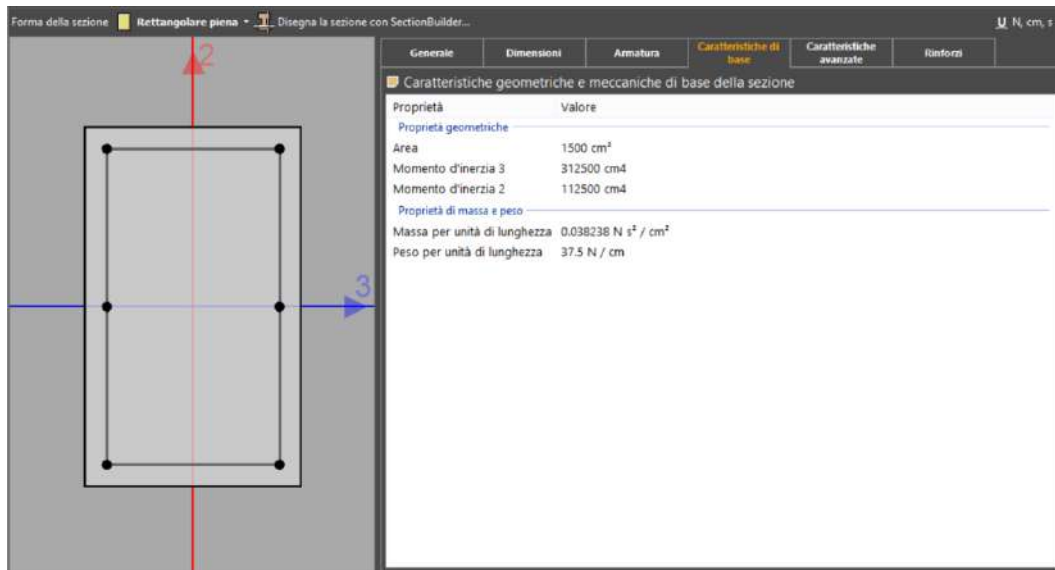 Forma della sezione Rettangolare piena Disegna la sezione con SectionBuilder... U N, cm, s
2
3
Generale Dimensioni Armatura Caratteristiche di base Caratteristiche avanzate Rinforzi
Caratteristiche geometriche e meccaniche di base della sezione
Proprietà Valore
Proprietà geometriche
Area 1500 cm²
Momento d'inerzia 3 312500 cm4
Momento d'inerzia 2 112500 cm4
Proprietà di massa e peso
Massa per unità di lunghezza 0.038238 N s² / cm²
Peso per unità di lunghezza 37.5 N / cm